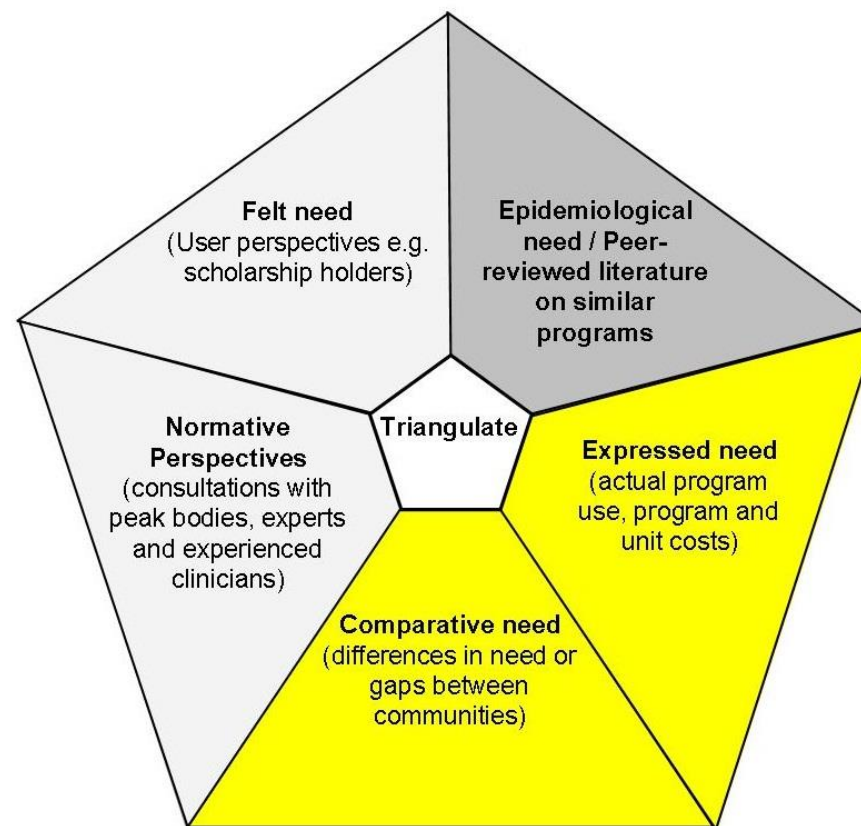 Felt need
(User perspectives e.g.
scholarship holders)
Epidemiological
need / Peer-
reviewed literature
on similar
programs
Normative
Perspectives
(consultations with
peak bodies, experts
and experienced
clinicians)
Triangulate
Expressed need
(actual program
use, program and
unit costs)
Comparative need
(differences in need or
gaps between
communities)